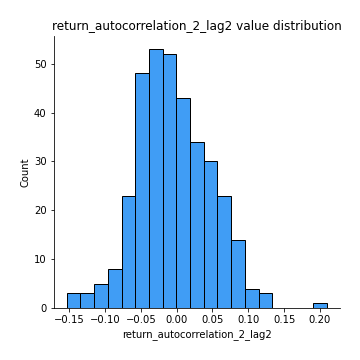 return_autocorrelation_2_lag2 value distribution
50
40
30
20
10
0
Count
−0.15 −0.10 −0.05 0.00 0.05 0.10 0.15 0.20
return_autocorrelation_2_lag2